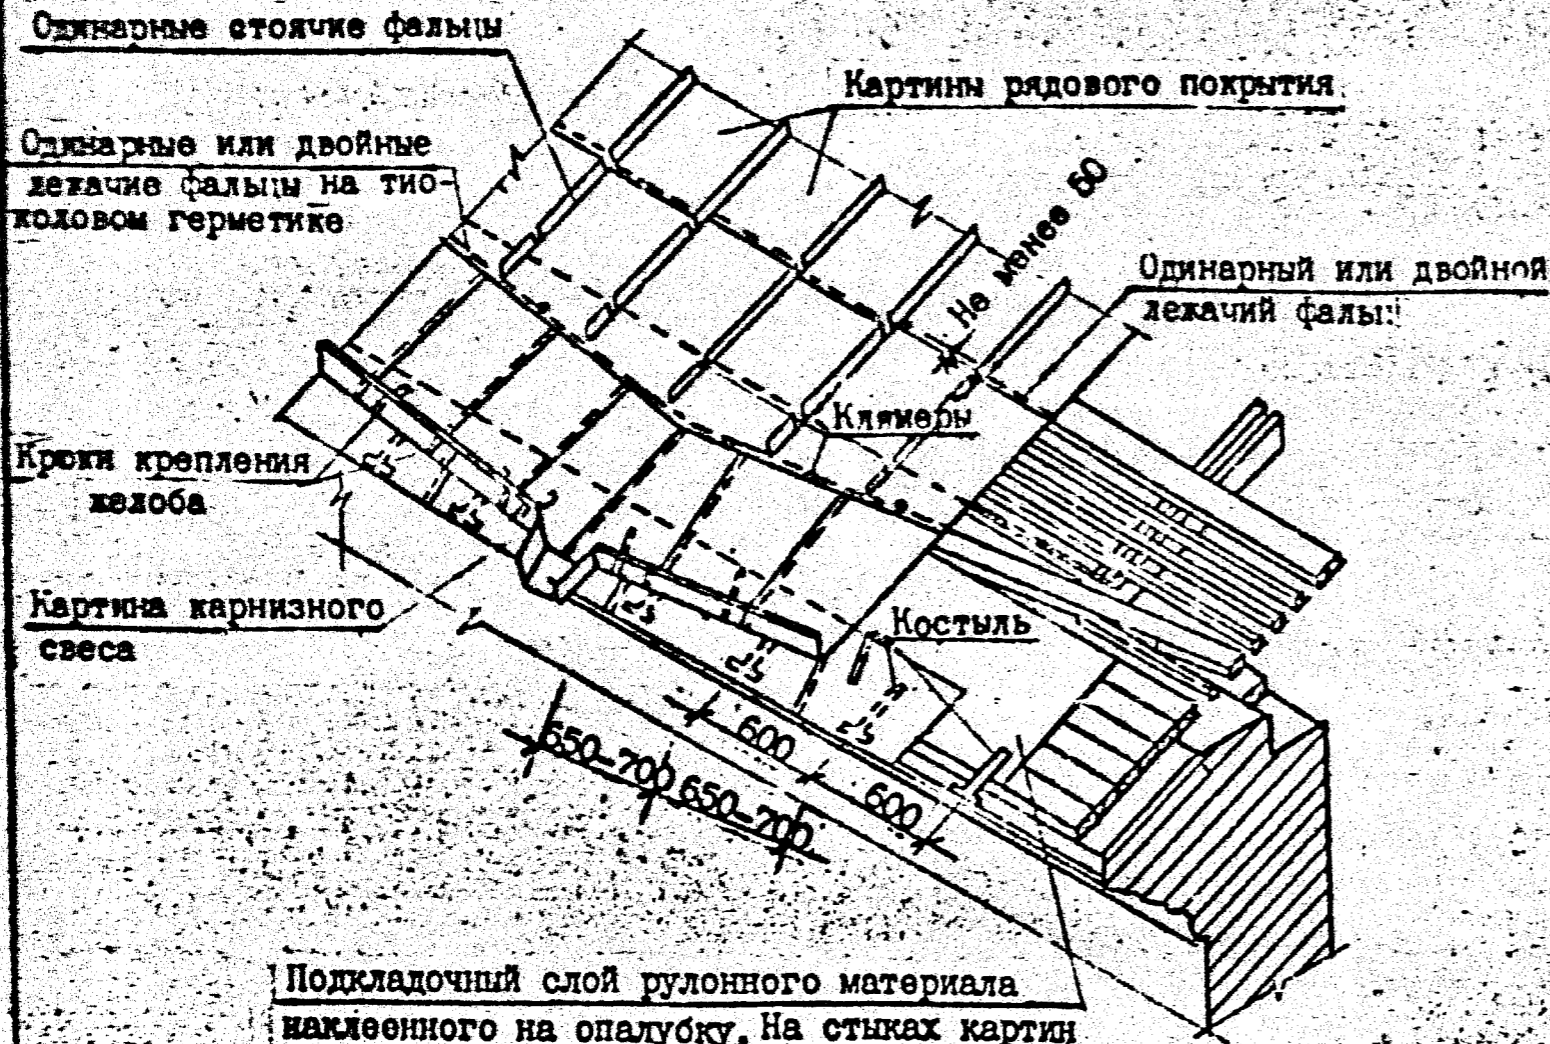 Одинарные стоячие фальцы
Картины рядового покрытия
Одинарные или двойные
лежачие фальцы на тио-
коловом герметике
Не менее 50
Одинарный или двойной
лежачий фальц
Клямеры
Крюки крепления
желоба
Картина карнизного
свеса
Костыль
600
600
650-700
650-700
Подкладочный слой рулонного материала
наклеенного на опалубку. На стыках картин